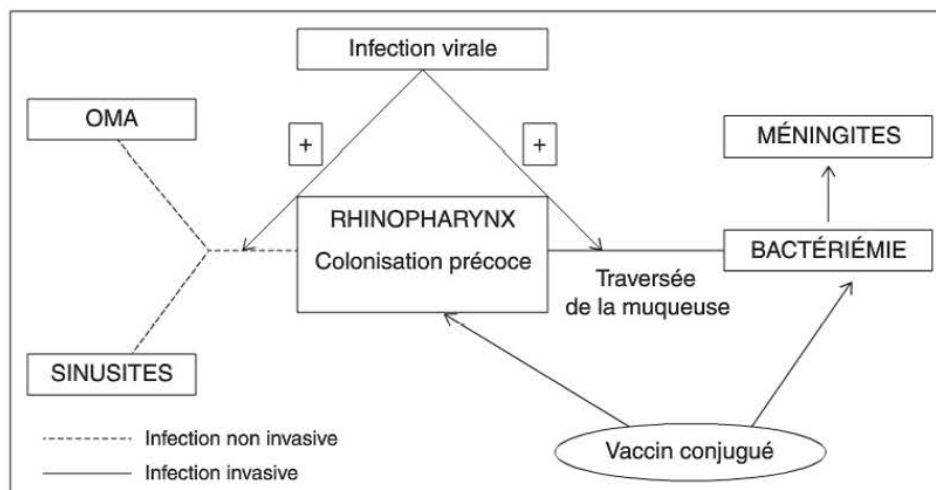 Infection virale
OMA
+
+
MÉNINGITES
RHINOPHARYNX
Colonisation précoce
BACTÉRIÉMIE
Traversée
de la muqueuse
SINUSITES
Infection non invasive
Infection invasive
Vaccin conjugué